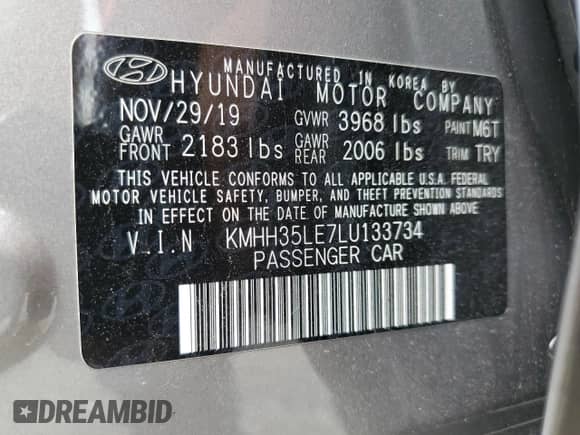 MANUFACTURED IN KOREA BY
HYUNDAI MOTOR COMPANY
NOV/29/19 GVWR 3968 lbs PAINT M6T
GAWR FRONT 2183 lbs GAWR REAR 2006 lbs TRIM TRY
THIS VEHICLE CONFORMS TO ALL APPLICABLE U.S.A. FEDERAL
MOTOR VEHICLE SAFETY, BUMPER, AND THEFT PREVENTION STANDARDS
IN EFFECT ON THE DATE OF MANUFACTURE SHOWN ABOVE.
V.I.N KMHH35LE7LU133734
PASSENGER CAR
DREAMBID